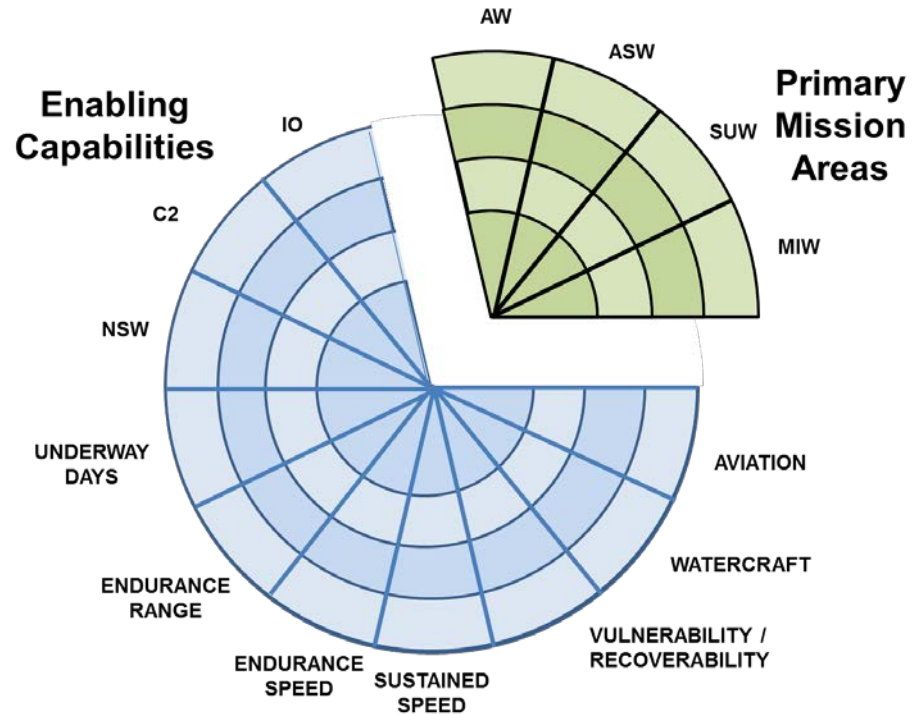 AW
ASW
SUW
MIW
Primary
Mission
Areas
Enabling
Capabilities
IO
C2
NSW
UNDERWAY
DAYS
ENDURANCE
RANGE
ENDURANCE
SPEED
SUSTAINED
SPEED
VULNERABILITY /
RECOVERABILITY
WATERCRAFT
AVIATION